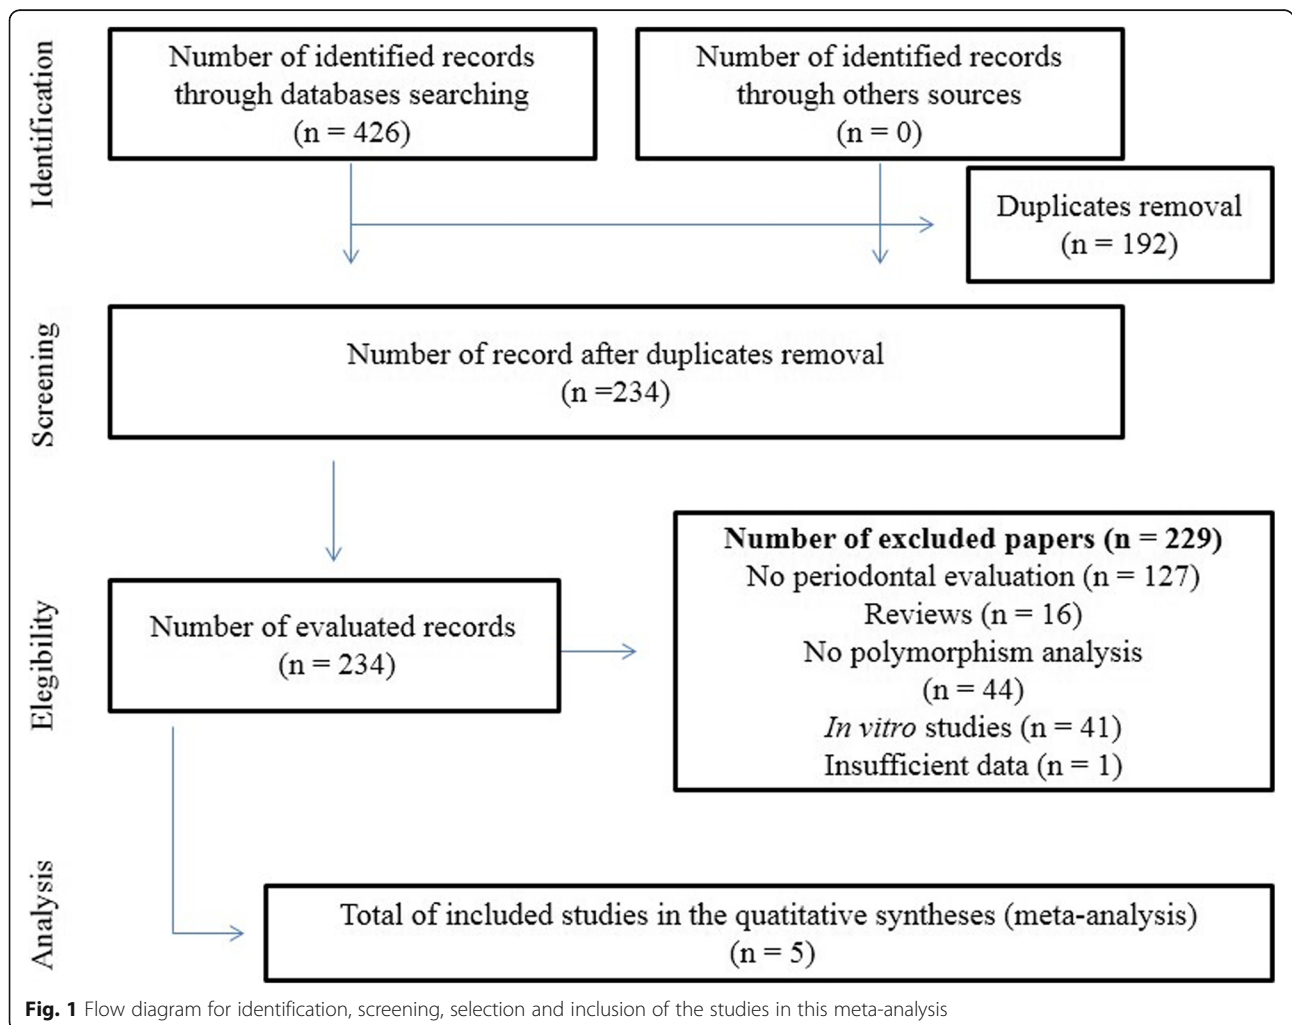 Identification
Number of identified records
through databases searching
(n = 426)
Number of identified records
through others sources
(n = 0)
Duplicates removal
(n = 192)
Screening
Number of record after duplicates removal
(n =234)
Elegibility
Number of evaluated records
(n = 234)
Number of excluded papers (n = 229)
No periodontal evaluation (n = 127)
Reviews (n = 16)
No polymorphism analysis
(n = 44)
In vitro studies (n = 41)
Insufficient data (n = 1)
Analysis
Total of included studies in the quatitative syntheses (meta-analysis)
(n = 5)
Fig. 1 Flow diagram for identification, screening, selection and inclusion of the studies in this meta-analysis